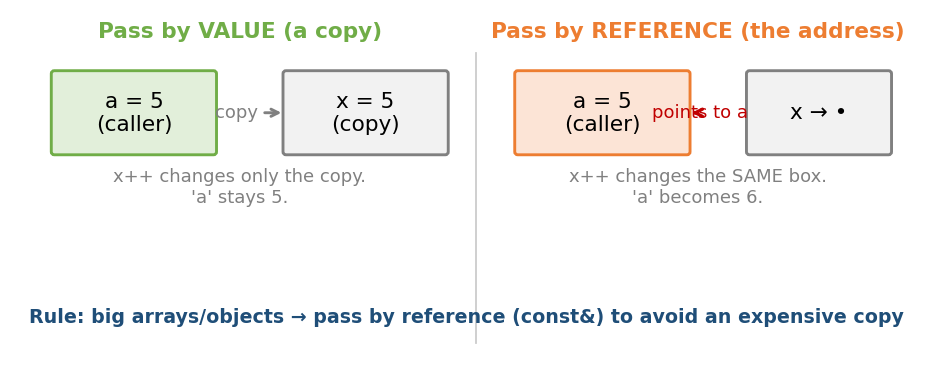 Pass by VALUE (a copy)
a = 5
(caller)
copy →
x = 5
(copy)
x++ changes only the copy.
'a' stays 5.
Pass by REFERENCE (the address)
a = 5
(caller)
points to a
x → •
x++ changes the SAME box.
'a' becomes 6.
Rule: big arrays/objects → pass by reference (const&) to avoid an expensive copy